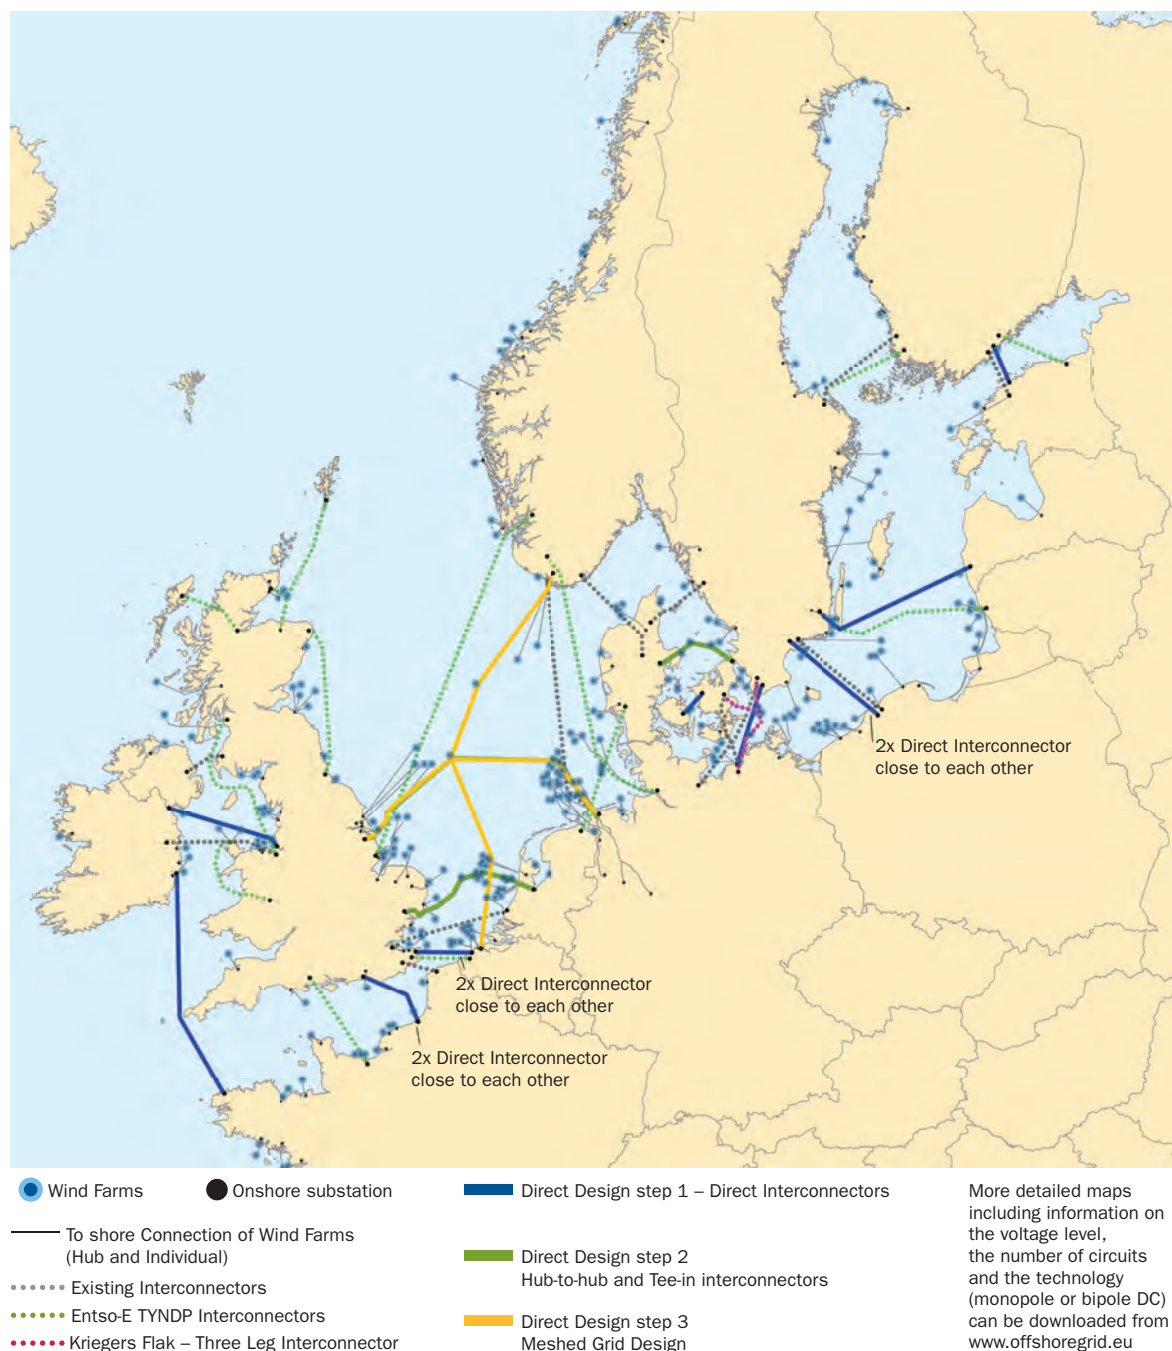 2x Direct Interconnector
close to each other
2x Direct Interconnector
close to each other
2x Direct Interconnector
close to each other
Wind Farms
Onshore substation
To shore Connection of Wind Farms
(Hub and Individual)
Existing Interconnectors
Entso-E TYNDP Interconnectors
Kriegers Flak – Three Leg Interconnector
Direct Design step 1 – Direct Interconnectors
Direct Design step 2
Hub-to-hub and Tee-in interconnectors
Direct Design step 3
Meshed Grid Design
More detailed maps
including information on
the voltage level,
the number of circuits
and the technology
(monopole or bipole DC)
can be downloaded from
www.offshoregrid.eu